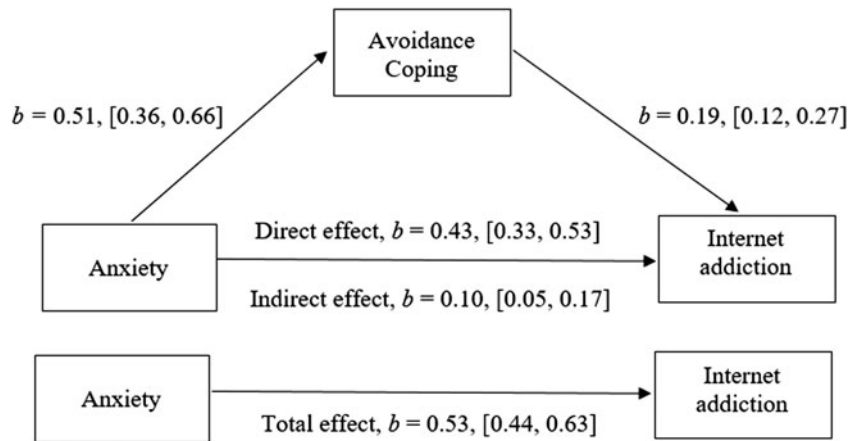 Avoidance
Coping
b = 0.51, [0.36, 0.66]
b = 0.19, [0.12, 0.27]
Anxiety
Direct effect, b = 0.43, [0.33, 0.53]
Indirect effect, b = 0.10, [0.05, 0.17]
Internet
addiction
Anxiety
Total effect, b = 0.53, [0.44, 0.63]
Internet
addiction